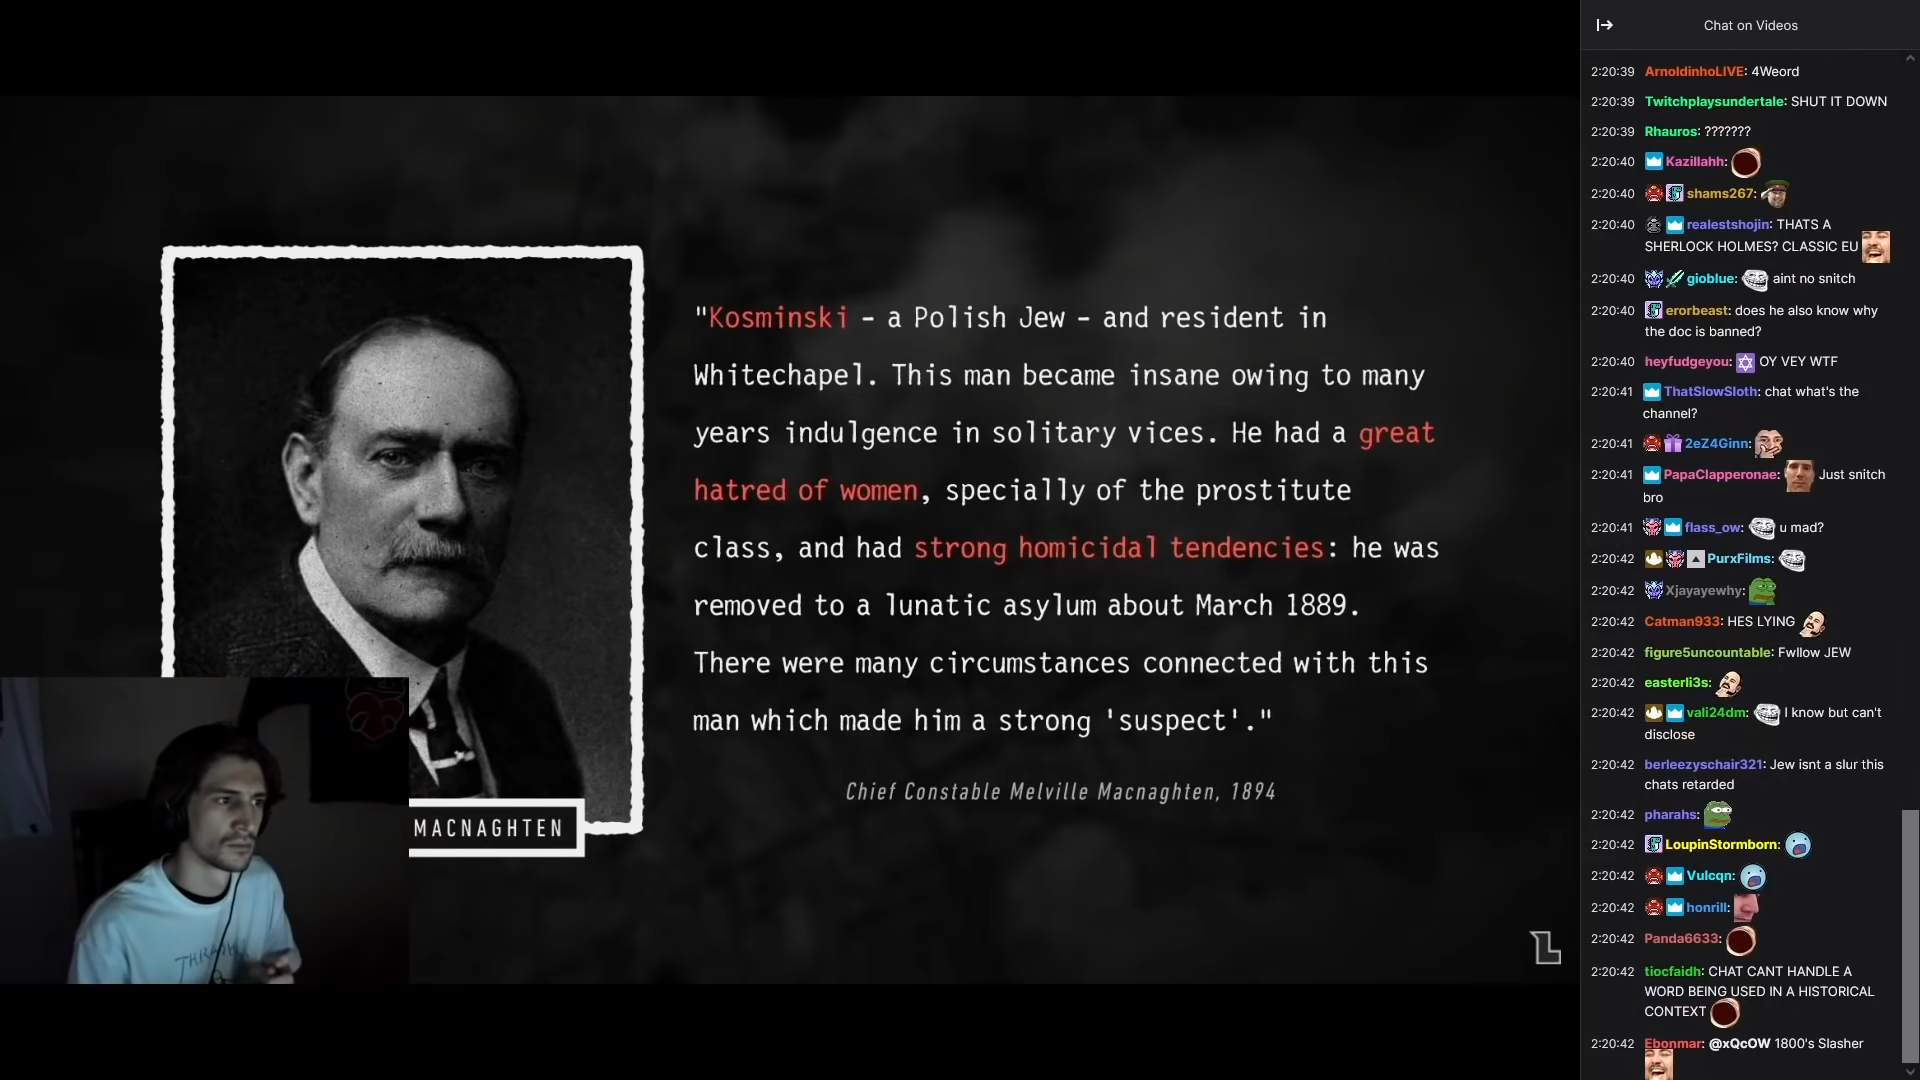 "Kosminski - a Polish Jew - and resident in
Whitechapel. This man became insane owing to many
years indulgence in solitary vices. He had a great
hatred of women, specially of the prostitute
class, and had strong homicidal tendencies: he was
removed to a lunatic asylum about March 1889.
There were many circumstances connected with this
man which made him a strong 'suspect'."
Chief Constable Melville Macnaghten, 1894
MACNAGHTEN
Chat on Videos
2:20:39 ArnoldinhoLIVE: 4Weord
2:20:39 Twitchplaysundertale: SHUT IT DOWN
2:20:39 Rhauros: ???????
2:20:40 Kazillahh:
2:20:40 shams267:
2:20:40 realestshojin: THATS A
SHERLOCK HOLMES? CLASSIC EU
2:20:40 gioblue: aint no snitch
2:20:40 erorbeast: does he also know why
the doc is banned?
2:20:40 heyfudgeyou: OY VEY WTF
2:20:41 ThatSlowSloth: chat what's the
channel?
2:20:41 2eZ4Ginn:
2:20:41 PapaClapperonae: Just snitch
bro
2:20:41 flass_ow: u mad?
2:20:42 PurxFilms:
2:20:42 Xjayayewhy:
2:20:42 Catman933: HES LYING
2:20:42 figure5uncountable: Fwllow JEW
2:20:42 easterli3s:
2:20:42 vali24dm: I know but can't
disclose
2:20:42 berleezyschair321: Jew isnt a slur this
chats retarded
2:20:42 pharahs:
2:20:42 LoupinStormborn:
2:20:42 Vulcqn:
2:20:42 honrill:
2:20:42 Panda6633:
2:20:42 tiocfaidh: CHAT CANT HANDLE A
WORD BEING USED IN A HISTORICAL
CONTEXT
2:20:42 Ebonmar: @xQcOW 1800's Slasher